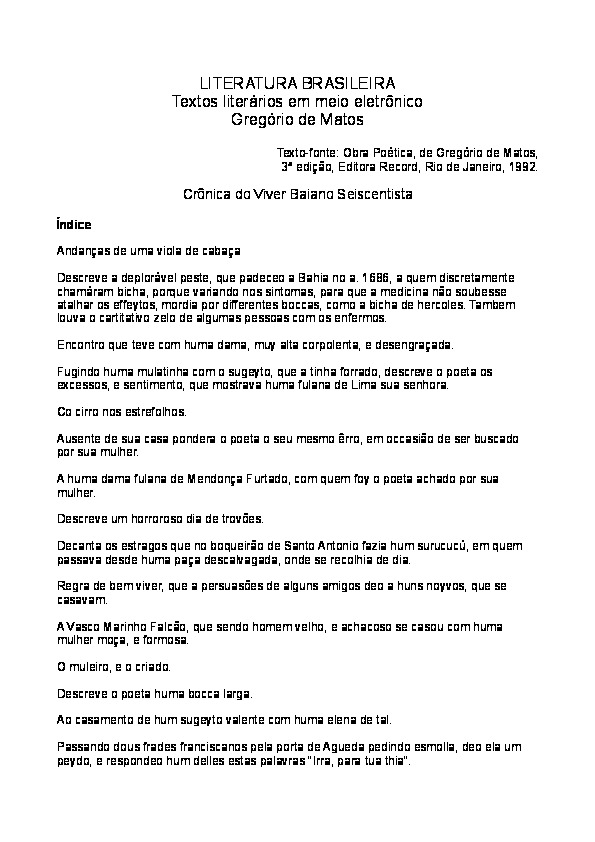 LITERATURA BRASILEIRA
Textos literários em meio eletrônico
Gregório de Matos
Texto-fonte: Obra Poética, de Gregório de Matos,
3ª edição, Editora Record, Rio de Janeiro, 1992.
Crônica do Viver Baiano Seiscentista
Índice
Andanças de uma viola de cabaça
Descreve a deplorável peste, que padeceo a Bahia no a. 1686, a quem discretamente
chamáram bicha, porque variando nos sintomas, para que a medicina não soubesse
atalhar os effeytos, mordia por differentes boccas, como a bicha de hercoles. Tambem
louva o cartitativo zelo de algumas pessoas com os enfermos.
Encontro que teve com huma dama, muy alta corpolenta, e desengraçada.
Fugindo huma mulatinha com o sugeyto, que a tinha forrado, descreve o poeta os
excessos, e sentimento, que mostrava huma fulana de Lima sua senhora.
Co cirro nos estrefolhos.
Ausente de sua casa pondera o poeta o seu mesmo êrro, em occasião de ser buscado
por sua mulher.
A huma dama fulana de Mendonça Furtado, com quem foy o poeta achado por sua
mulher.
Descreve um horroroso dia de trovões.
Decanta os estragos que no boqueirão de Santo Antonio fazia hum surucucú, em quem
passava desde huma paça descalvagada, onde se recolhia de dia.
Regra de bem viver, que a persuasões de alguns amigos deo a huns noyvos, que se
casavam.
A Vasco Marinho Falcão, que sendo homem velho, e achacoso se casou com huma
mulher moça, e formosa.
O muleiro, e o criado.
Descreve o poeta huma bocca larga.
Ao casamento de hum sugeyto valente com huma elena de tal.
Passando dous frades franciscanos pela porta de Agueda pedindo esmolla, deo ela um
peydo, e respondeo hum delles estas palavras "Irra, para tua thia".